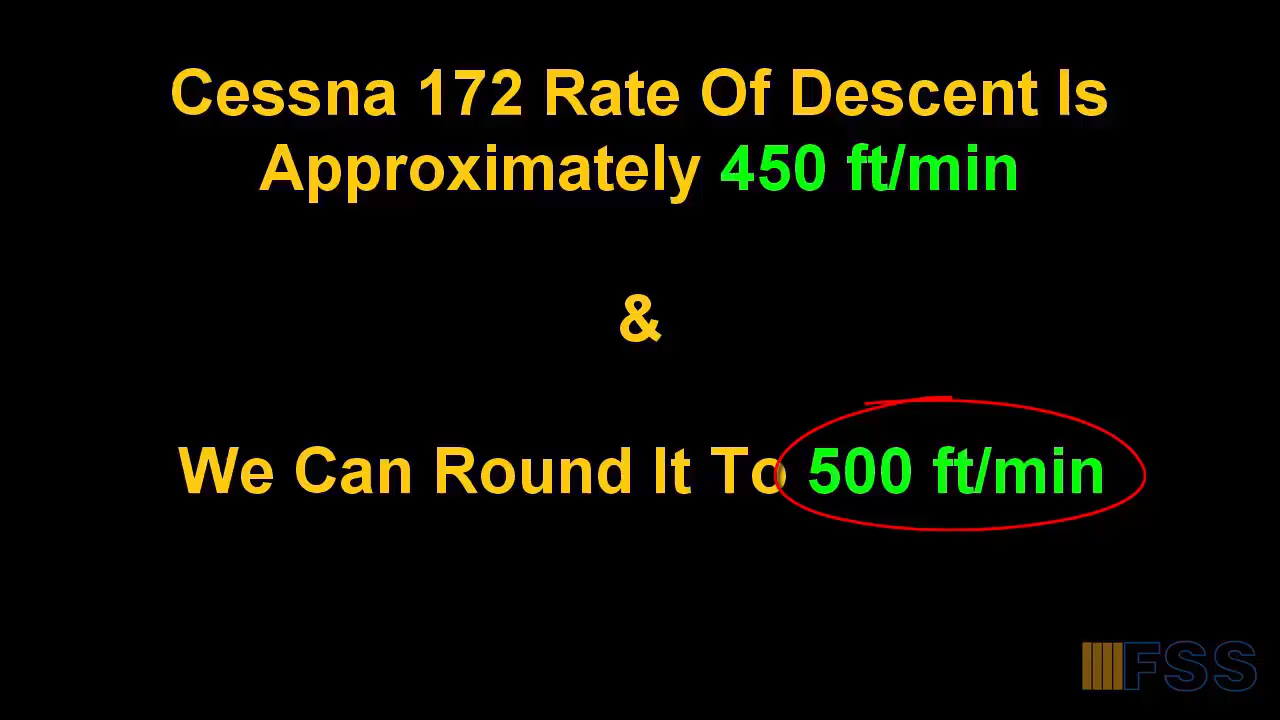 Cessna 172 Rate Of Descent Is
Approximately 450 ft/min
&
We Can Round It To 500 ft/min
FSS